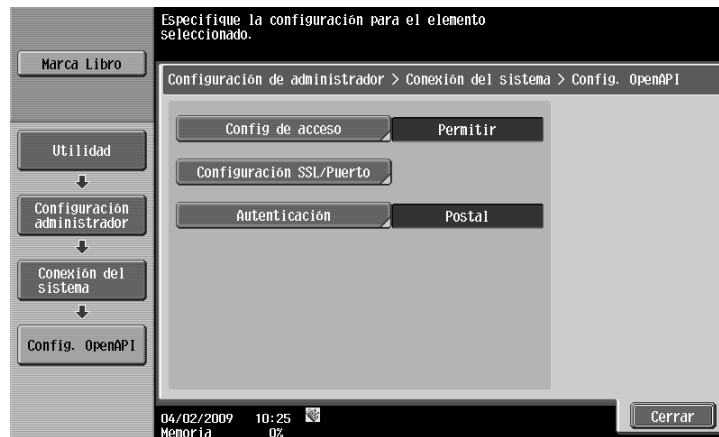 Especifique la configuración para el elemento
seleccionado.
Marca Libro
Configuración de administrador > Conexión del sistema > Config. OpenAPI
Config de acceso Permitir
Utilidad
Configuración SSL/Puerto
Configuración
administrador
Autenticación Postal
Conexión del
sistema
Config. OpenAPI
04/02/2009 10:25
Memoria 0%
Cerrar